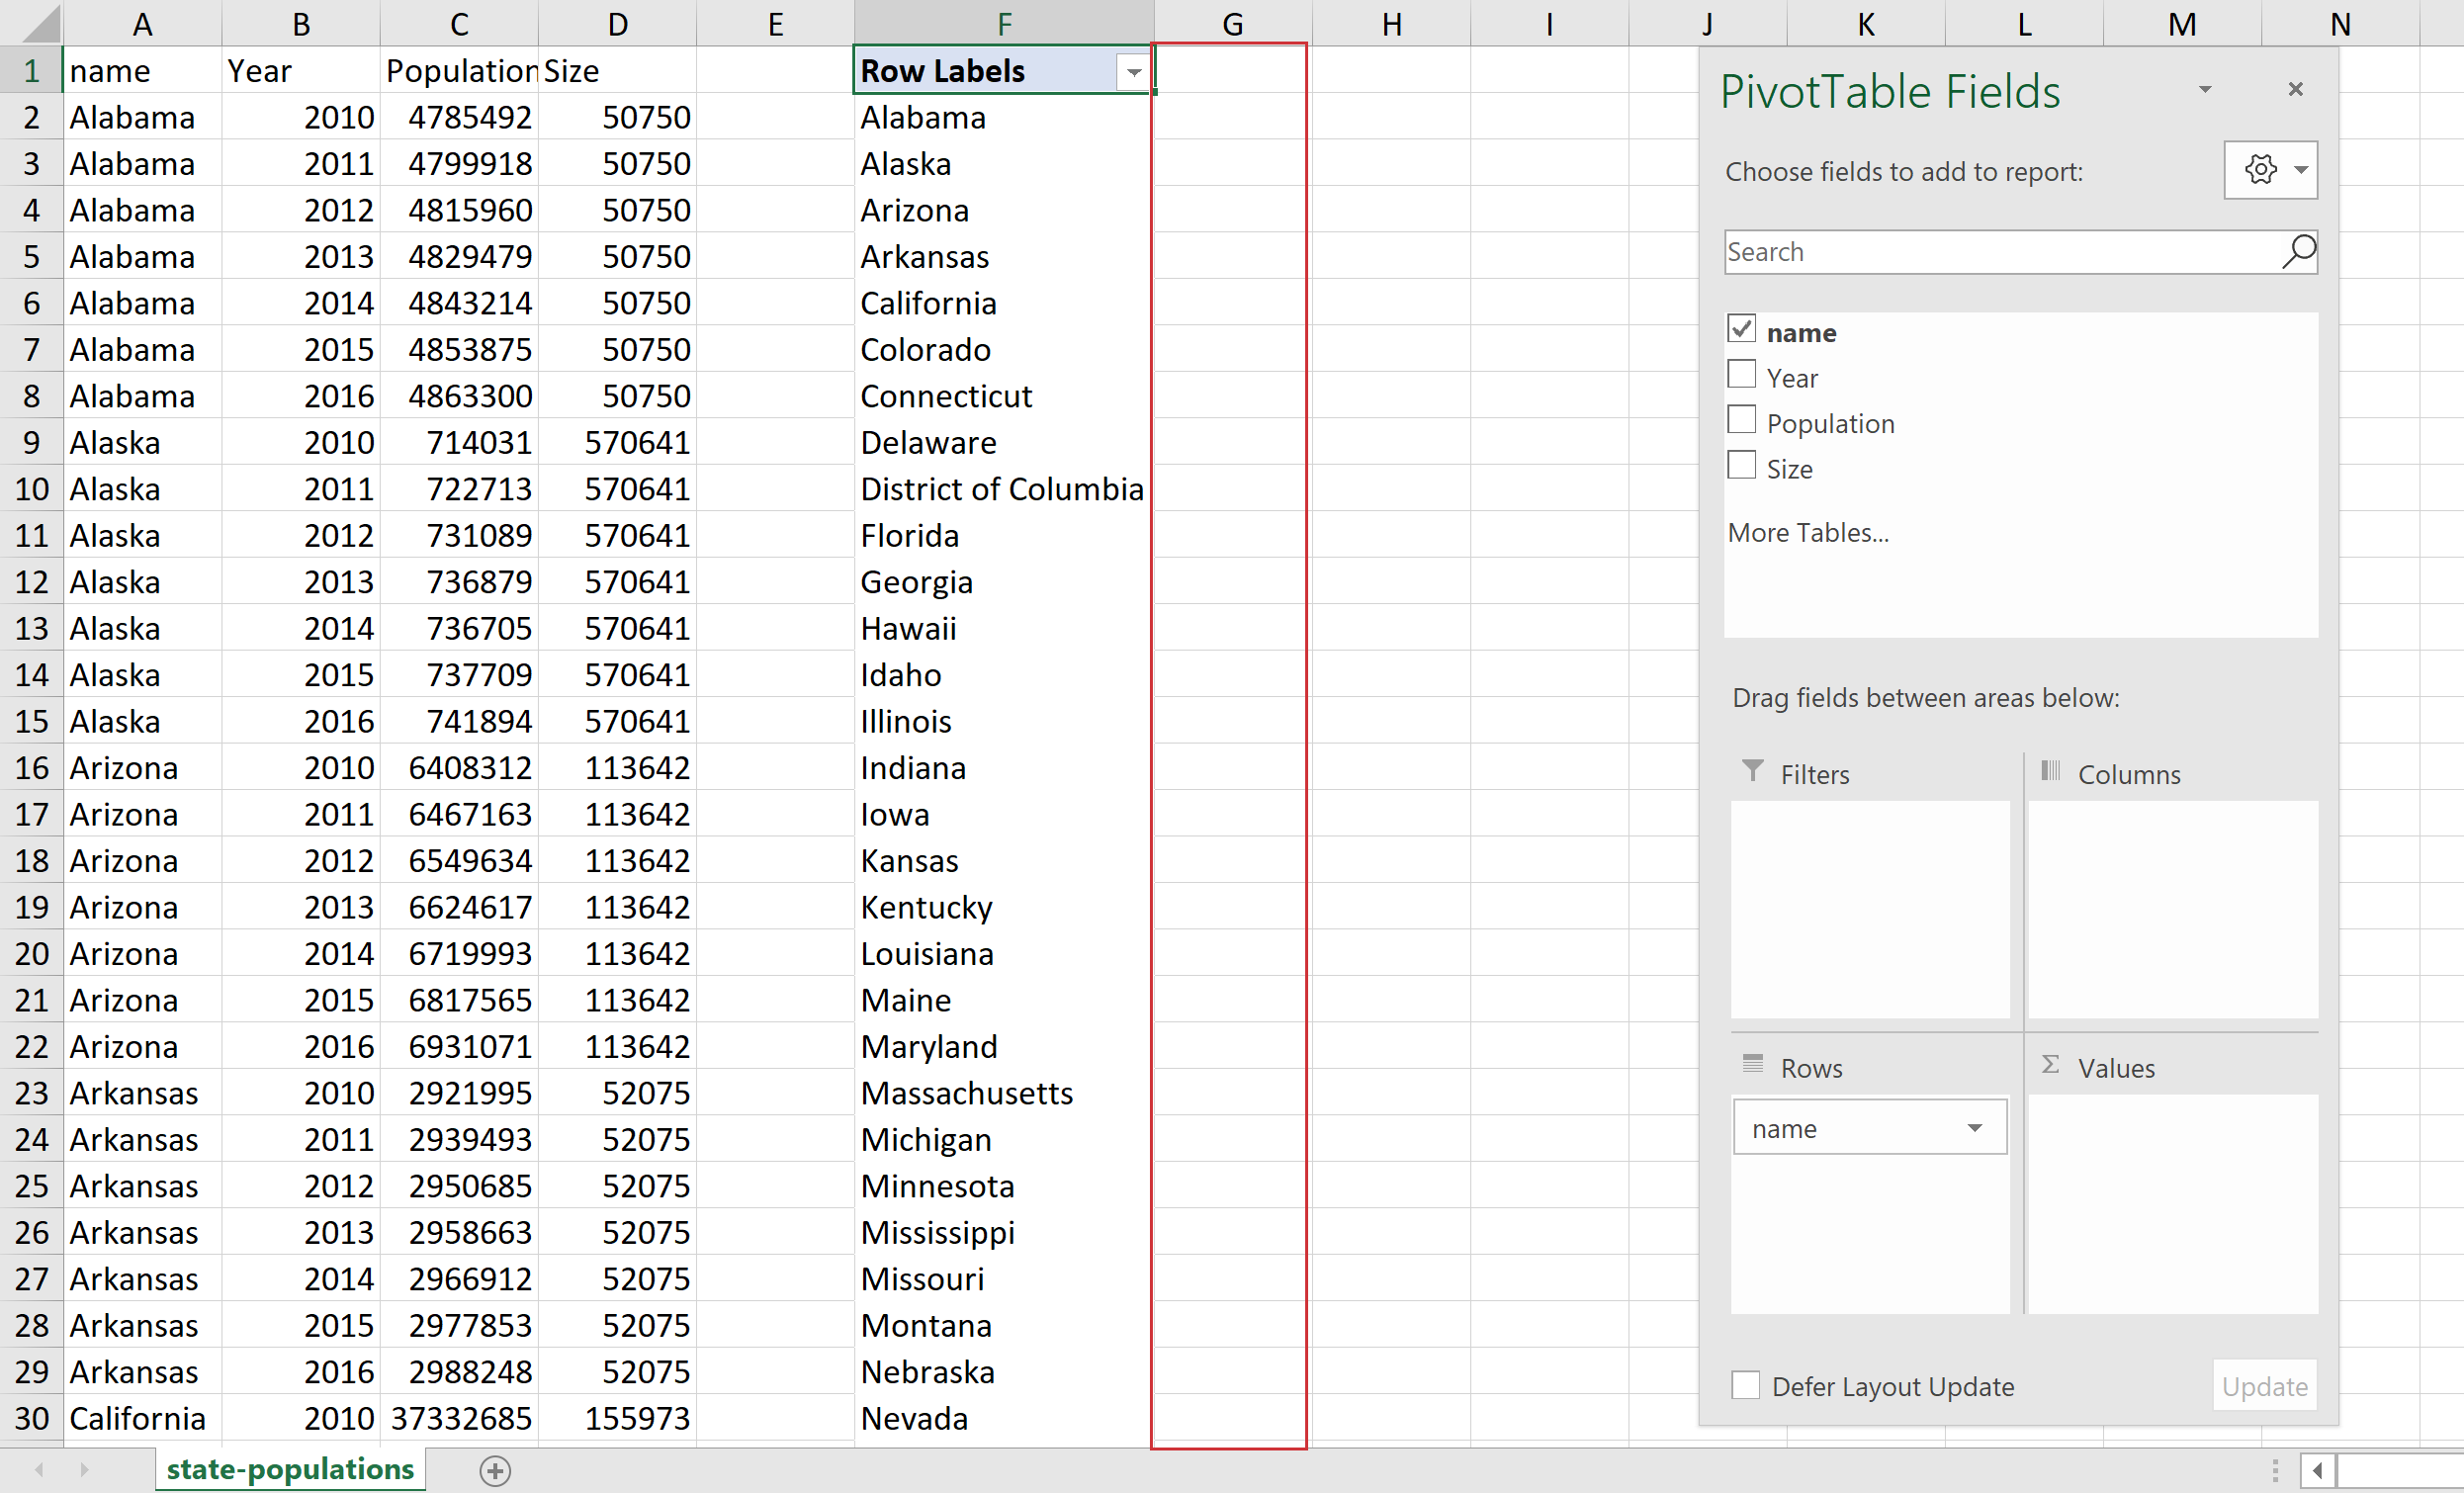 A B C D E F G H I J K L M N
1 name Year Population Size Row Labels
2 Alabama 2010 4785492 50750 Alabama
3 Alabama 2011 4799918 50750 Alaska
4 Alabama 2012 4815960 50750 Arizona
5 Alabama 2013 4829479 50750 Arkansas
6 Alabama 2014 4843214 50750 California
7 Alabama 2015 4853875 50750 Colorado
8 Alabama 2016 4863300 50750 Connecticut
9 Alaska 2010 714031 570641 Delaware
10 Alaska 2011 722713 570641 District of Columbia
11 Alaska 2012 731089 570641 Florida
12 Alaska 2013 736879 570641 Georgia
13 Alaska 2014 736705 570641 Hawaii
14 Alaska 2015 737709 570641 Idaho
15 Alaska 2016 741894 570641 Illinois
16 Arizona 2010 6408312 113642 Indiana
17 Arizona 2011 6467163 113642 Iowa
18 Arizona 2012 6549634 113642 Kansas
19 Arizona 2013 6624617 113642 Kentucky
20 Arizona 2014 6719993 113642 Louisiana
21 Arizona 2015 6817565 113642 Maine
22 Arizona 2016 6931071 113642 Maryland
23 Arkansas 2010 2921995 52075 Massachusetts
24 Arkansas 2011 2939493 52075 Michigan
25 Arkansas 2012 2950685 52075 Minnesota
26 Arkansas 2013 2958663 52075 Mississippi
27 Arkansas 2014 2966912 52075 Missouri
28 Arkansas 2015 2977853 52075 Montana
29 Arkansas 2016 2988248 52075 Nebraska
30 California 2010 37332685 155973 Nevada
PivotTable Fields
Choose fields to add to report:
Search
name
Year
Population
Size
More Tables...
Drag fields between areas below:
Filters
Columns
Rows
Σ Values
name
Defer Layout Update
Update
state-populations